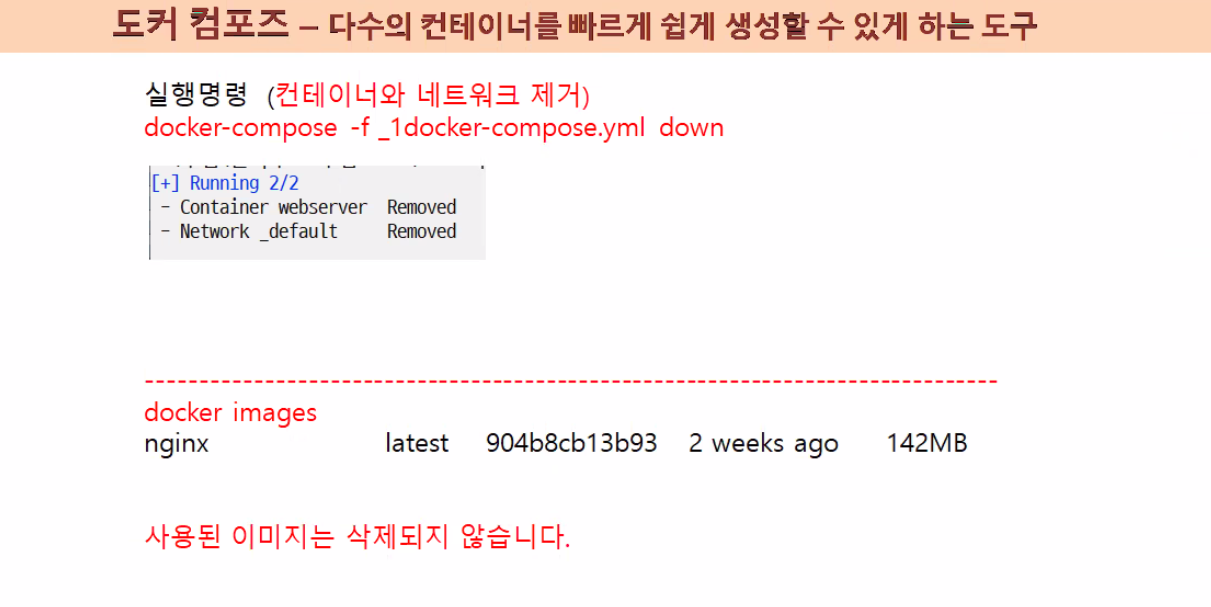 도커 컴포즈 – 다수의 컨테이너를 빠르게 쉽게 생성할 수 있게 하는 도구
실행명령 (컨테이너와 네트워크 제거)
docker-compose -f _1docker-compose.yml down
[+] Running 2/2
- Container webserver Removed
- Network _default Removed
--------------------------------------------------------------------------------
docker images
nginx latest 904b8cb13b93 2 weeks ago 142MB
사용된 이미지는 삭제되지 않습니다.